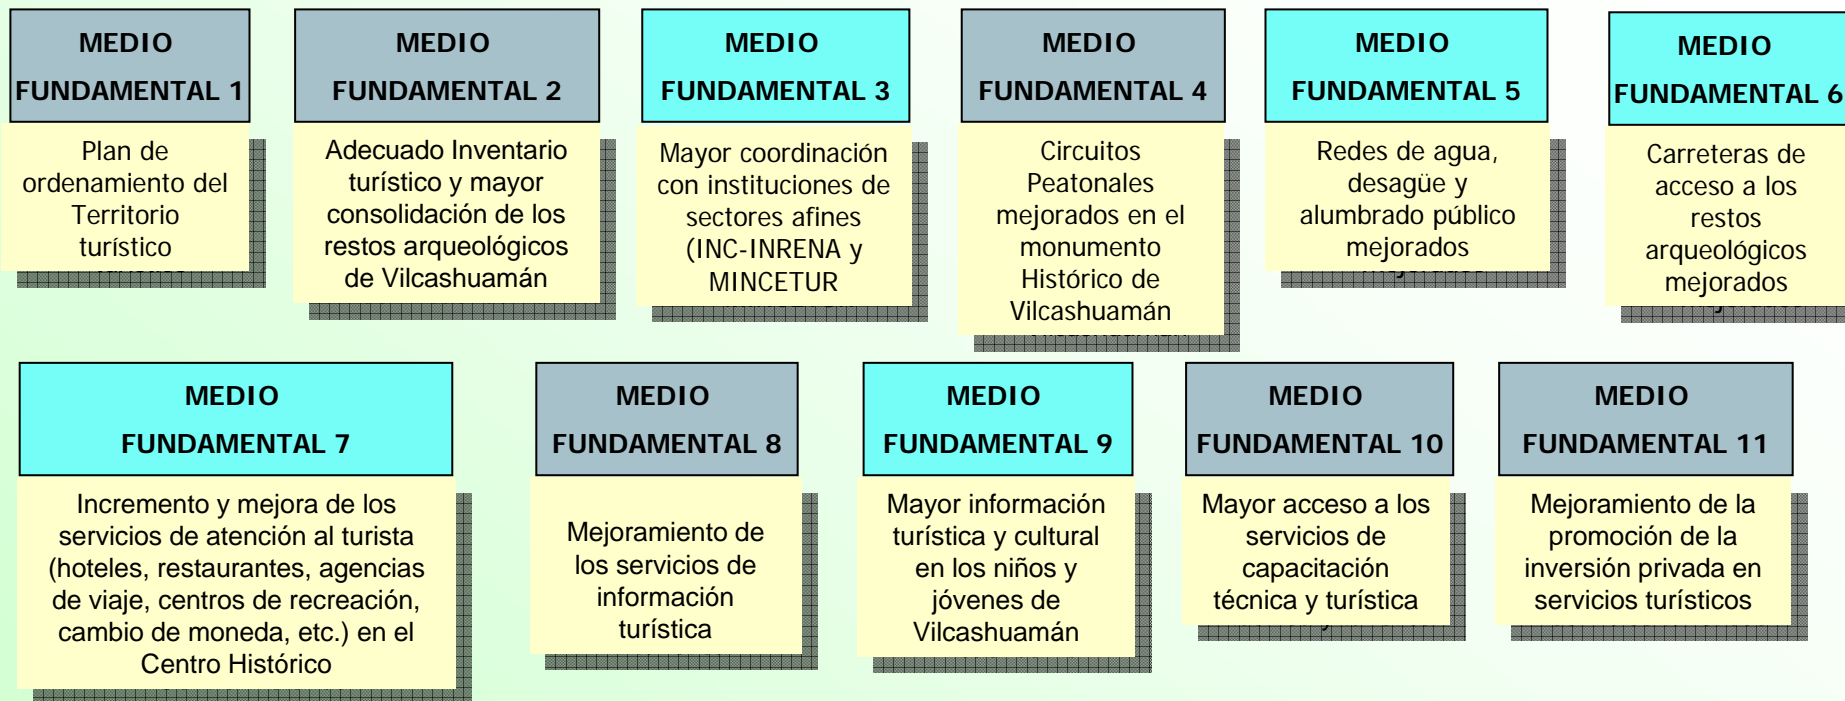 MEDIO
FUNDAMENTAL 1
Plan de
ordenamiento del
Territorio
turístico
MEDIO
FUNDAMENTAL 2
Adecuado Inventario
turístico y mayor
consolidación de los
restos arqueológicos
de Vilcashuamán
MEDIO
FUNDAMENTAL 3
Mayor coordinación
con instituciones de
sectores afines
(INC-INRENA y
MINCETUR
MEDIO
FUNDAMENTAL 4
Circuitos
Peatonales
mejorados en el
monumento
Histórico de
Vilcashuamán
MEDIO
FUNDAMENTAL 5
Redes de agua,
desagüe y
alumbrado público
mejorados
MEDIO
FUNDAMENTAL 6
Carreteras de
acceso a los
restos
arqueológicos
mejorados
MEDIO
FUNDAMENTAL 7
Incremento y mejora de los
servicios de atención al turista
(hoteles, restaurantes, agencias
de viaje, centros de recreación,
cambio de moneda, etc.) en el
Centro Histórico
MEDIO
FUNDAMENTAL 8
Mejoramiento de
los servicios de
información
turística
MEDIO
FUNDAMENTAL 9
Mayor información
turística y cultural
en los niños y
jóvenes de
Vilcashuamán
MEDIO
FUNDAMENTAL 10
Mayor acceso a los
servicios de
capacitación
técnica y turística
MEDIO
FUNDAMENTAL 11
Mejoramiento de la
promoción de la
inversión privada en
servicios turísticos